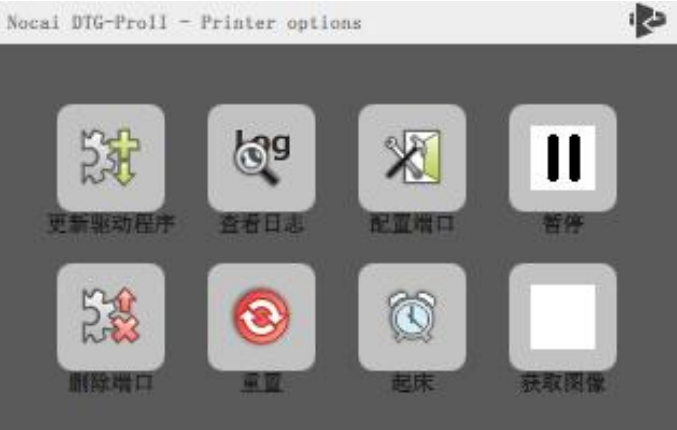 Nocai DTG-ProII - Printer options
Log
更新驱动程序
查看日志
配置端口
暂停
删除端口
重置
起床
获取图像